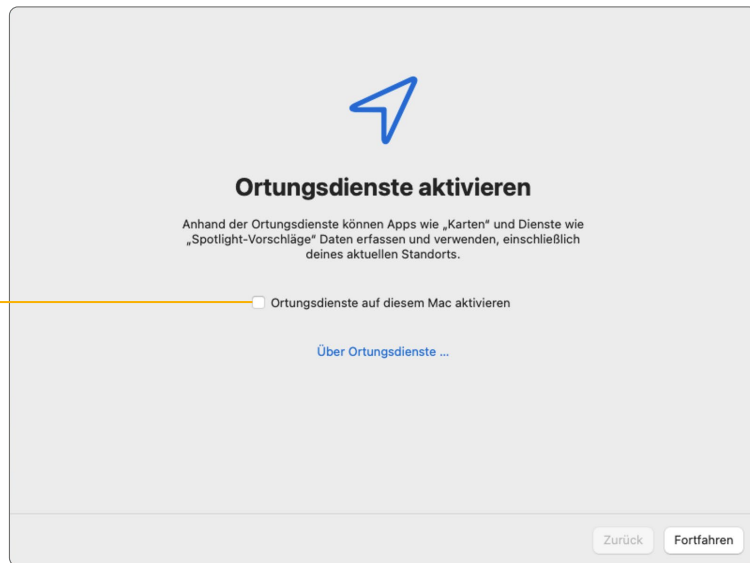 Ortungsdienste aktivieren
Anhand der Ortungsdienste können Apps wie „Karten“ und Dienste wie
„Spotlight-Vorschläge“ Daten erfassen und verwenden, einschließlich
deines aktuellen Standorts.
Ortungsdienste auf diesem Mac aktivieren
Über Ortungsdienste ...
Zurück
Fortfahren